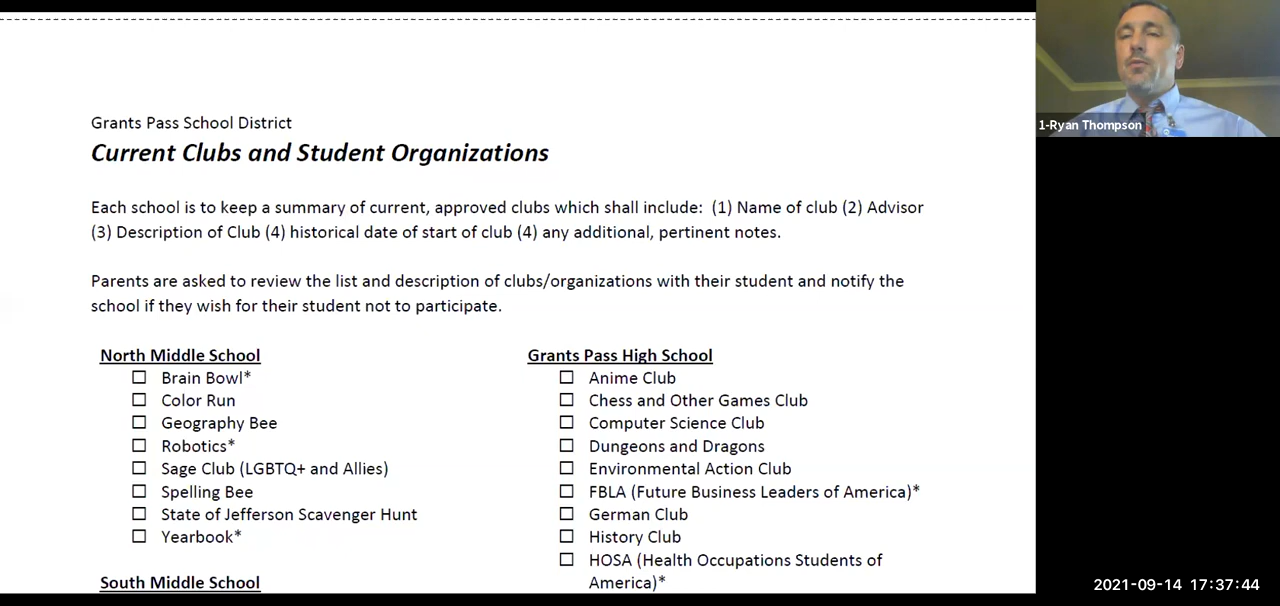 Grants Pass School District
Current Clubs and Student Organizations
Each school is to keep a summary of current, approved clubs which shall include:  (1) Name of club (2) Advisor
(3) Description of Club (4) historical date of start of club (4) any additional, pertinent notes.
Parents are asked to review the list and description of clubs/organizations with their student and notify the
school if they wish for their student not to participate.
North Middle School
☐ Brain Bowl*
☐ Color Run
☐ Geography Bee
☐ Robotics*
☐ Sage Club (LGBTQ+ and Allies)
☐ Spelling Bee
☐ State of Jefferson Scavenger Hunt
☐ Yearbook*
South Middle School
Grants Pass High School
☐ Anime Club
☐ Chess and Other Games Club
☐ Computer Science Club
☐ Dungeons and Dragons
☐ Environmental Action Club
☐ FBLA (Future Business Leaders of America)*
☐ German Club
☐ History Club
☐ HOSA (Health Occupations Students of
America)*
1-Ryan Thompson
2021-09-14 17:37:44